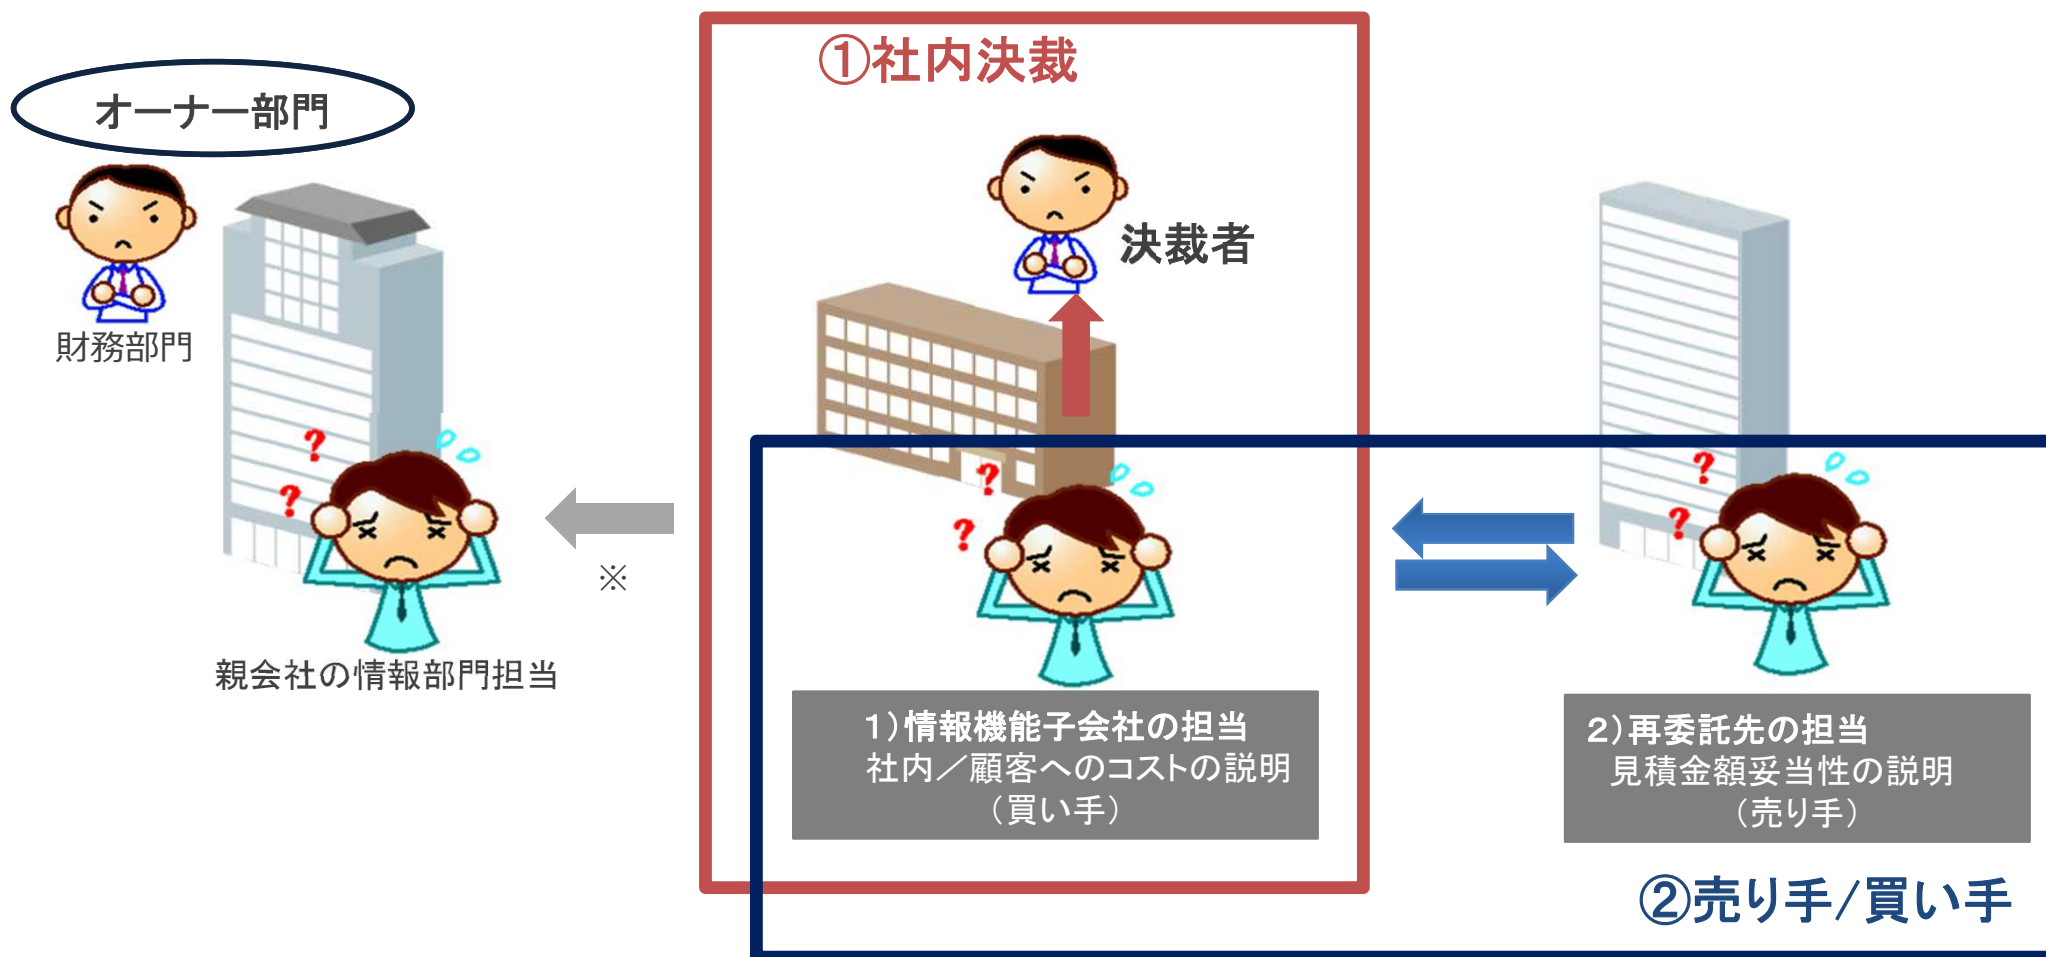 ①社内決裁
オーナー部門
決裁者
財務部門
?
?
?
?
?
?
※
親会社の情報部門担当
1)情報機能子会社の担当
社内／顧客へのコストの説明
（買い手）
2)再委託先の担当
見積金額妥当性の説明
（売り手）
②売り手/買い手